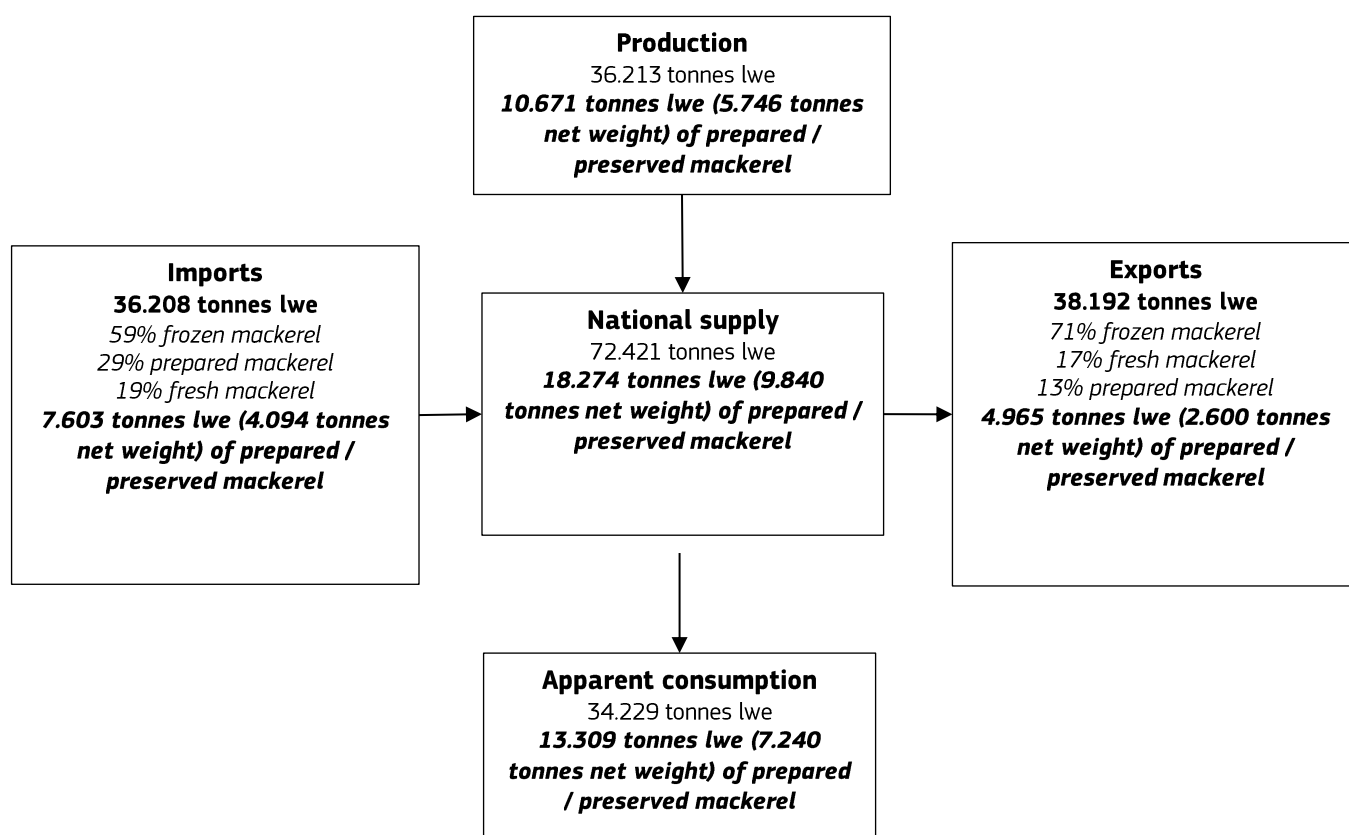 Production
36.213 tonnes lwe
10.671 tonnes lwe (5.746 tonnes
net weight) of prepared /
preserved mackerel
Imports
36.208 tonnes lwe
59% frozen mackerel
29% prepared mackerel
19% fresh mackerel
7.603 tonnes lwe (4.094 tonnes
net weight) of prepared /
preserved mackerel
National supply
72.421 tonnes lwe
18.274 tonnes lwe (9.840
tonnes net weight) of prepared /
preserved mackerel
Exports
38.192 tonnes lwe
71% frozen mackerel
17% fresh mackerel
13% prepared mackerel
4.965 tonnes lwe (2.600 tonnes
net weight) of prepared /
preserved mackerel
Apparent consumption
34.229 tonnes lwe
13.309 tonnes lwe (7.240
tonnes net weight) of prepared
/ preserved mackerel